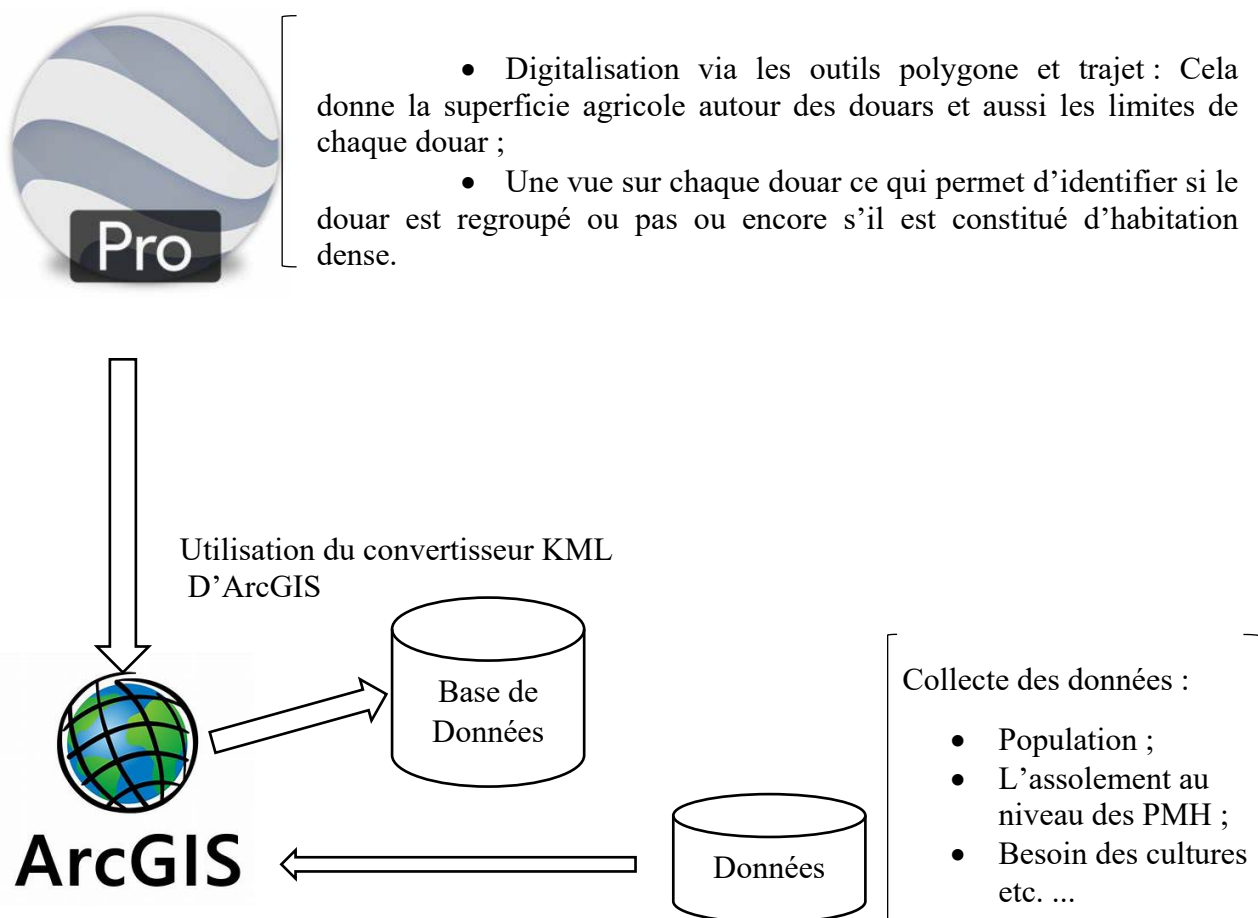 • Digitalisation via les outils polygone et trajet : Cela
donne la superficie agricole autour des douars et aussi les limites de
chaque douar ;
• Une vue sur chaque douar ce qui permet d’identifier si le
douar est regroupé ou pas ou encore s’il est constitué d’habitation
dense.
Pro
Utilisation du convertisseur KML
D’ArcGIS
Base de
Données
ArcGIS
Données
Collecte des données :
• Population ;
• L’assolement au
niveau des PMH ;
• Besoin des cultures
etc. ...